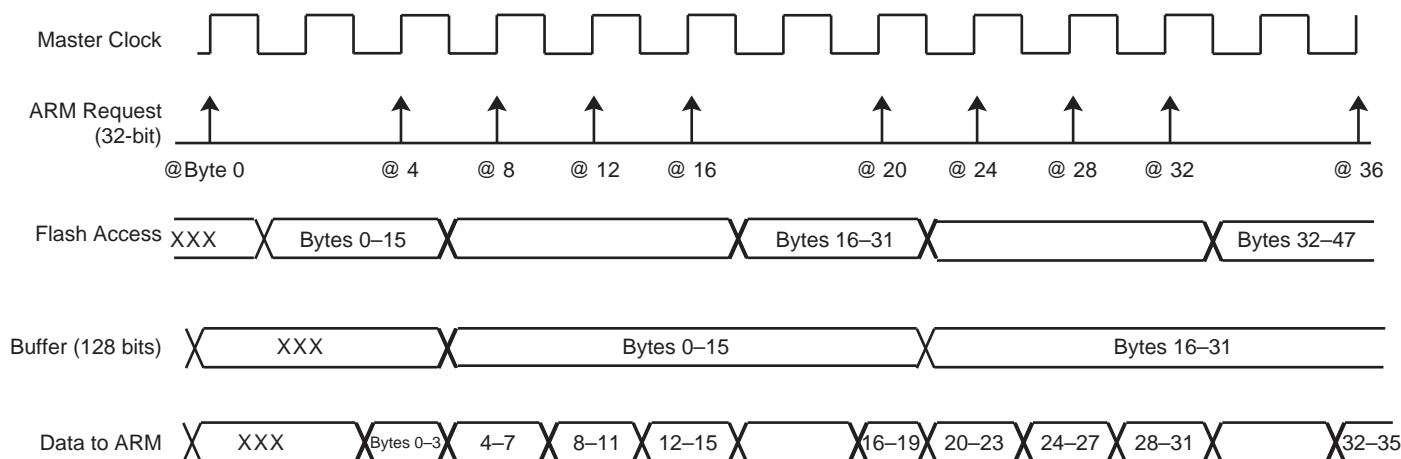 Master Clock
ARM Request
(32-bit)
@Byte 0 @ 4 @ 8 @ 12 @ 16 @ 20 @ 24 @ 28 @ 32 @ 36
Flash Access XXX Bytes 0–15 Bytes 16–31 Bytes 32–47
Buffer (128 bits) XXX Bytes 0–15 Bytes 16–31
Data to ARM XXX Bytes 0–3 4–7 8–11 12–15 16–19 20–23 24–27 28–31 32–35